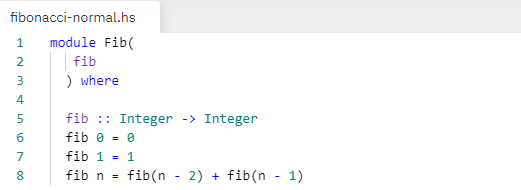 fibonacci-normal.hs
1 module Fib(
2 fib
3 ) where
4
5 fib :: Integer -> Integer
6 fib 0 = 0
7 fib 1 = 1
8 fib n = fib(n - 2) + fib(n - 1)